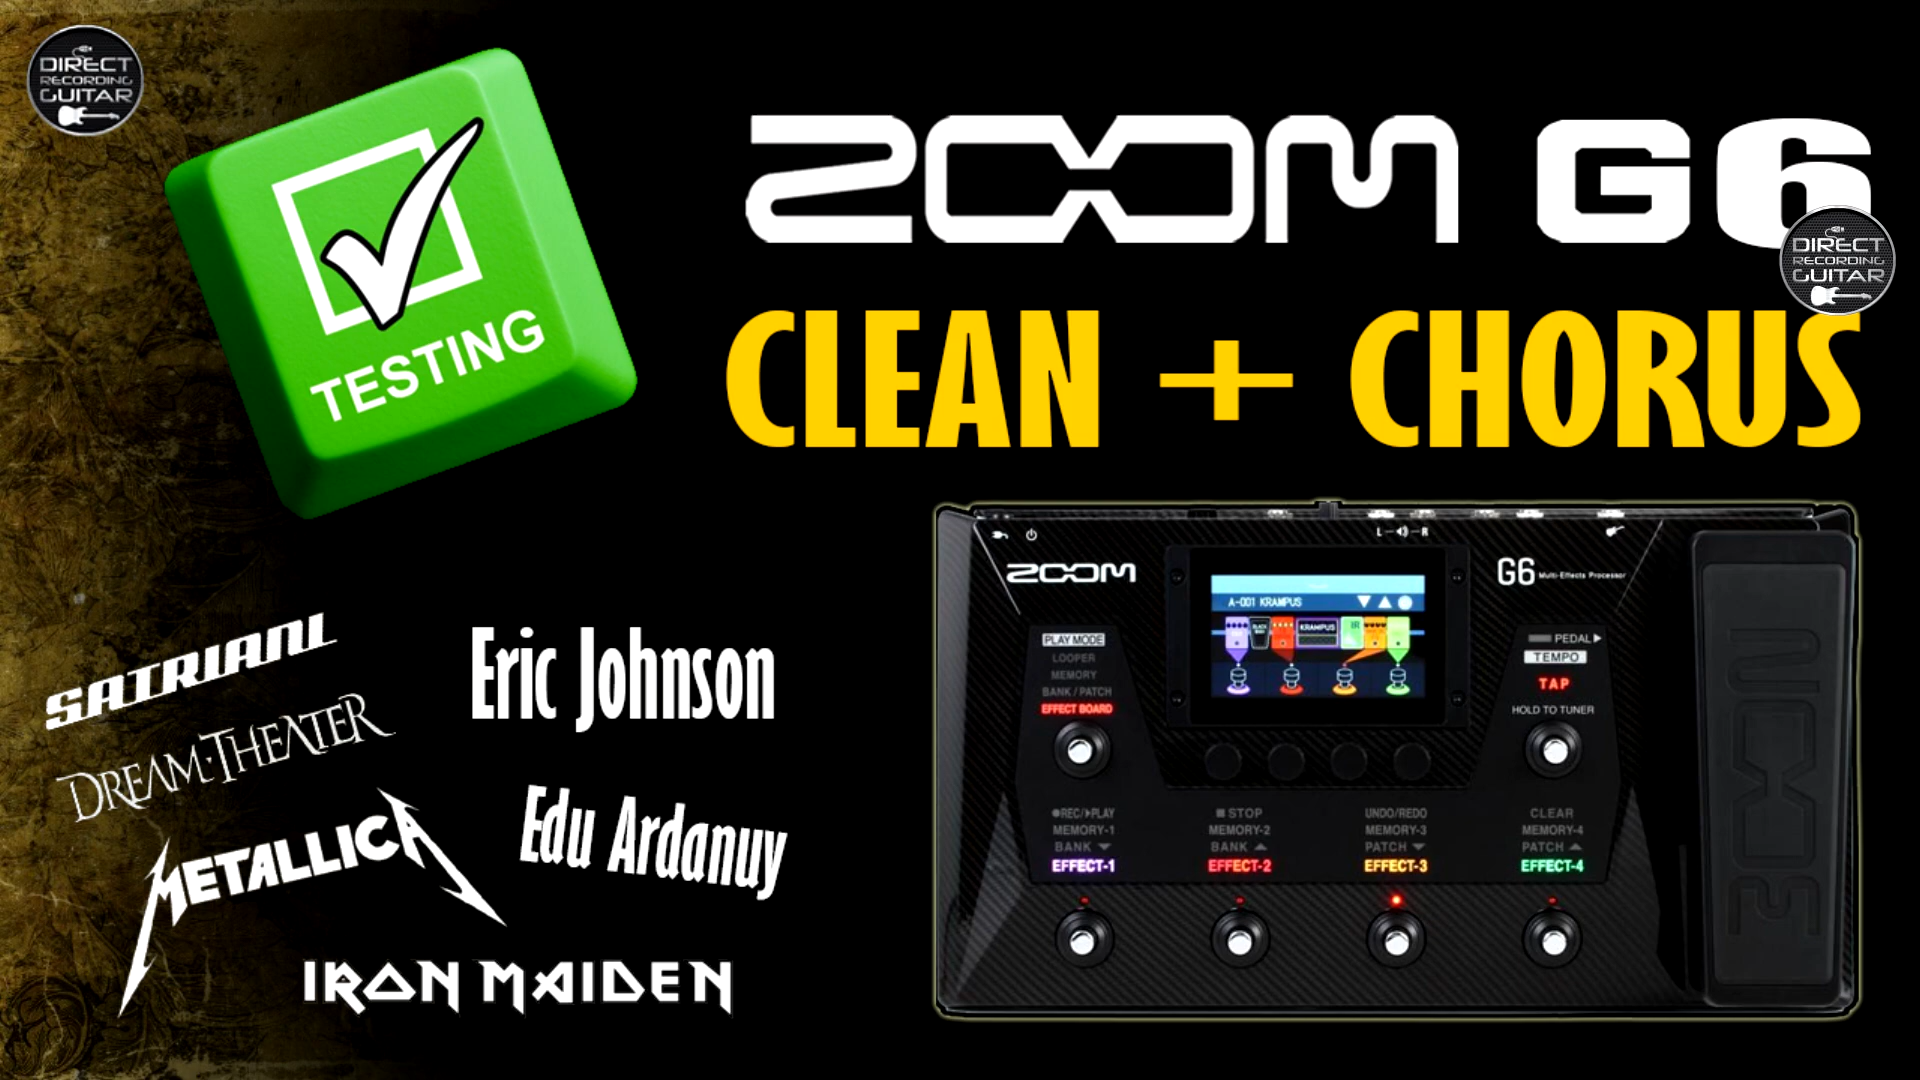 DIRECT
RECORDING
GUITAR
TESTING
ZOOM G6
DIRECT
RECORDING
GUITAR
CLEAN + CHORUS
SATRIANI
DREAM THEATER
METALLICA
IRON MAIDEN
Eric Johnson
Edu Ardanuy
L R
ZOOM
G6 Multi-Effects Processor
A-001 KRAMPUS
KRAMPUS
IR
PLAY MODE
LOOPER
MEMORY
BANK / PATCH
EFFECT BOARD
PEDAL
TEMPO
TAP
HOLD TO TUNER
REC/PLAY
MEMORY-1
BANK
EFFECT-1
STOP
MEMORY-2
BANK
EFFECT-2
UNDO/REDO
MEMORY-3
PATCH
EFFECT-3
CLEAR
MEMORY-4
PATCH
EFFECT-4
ZOOM